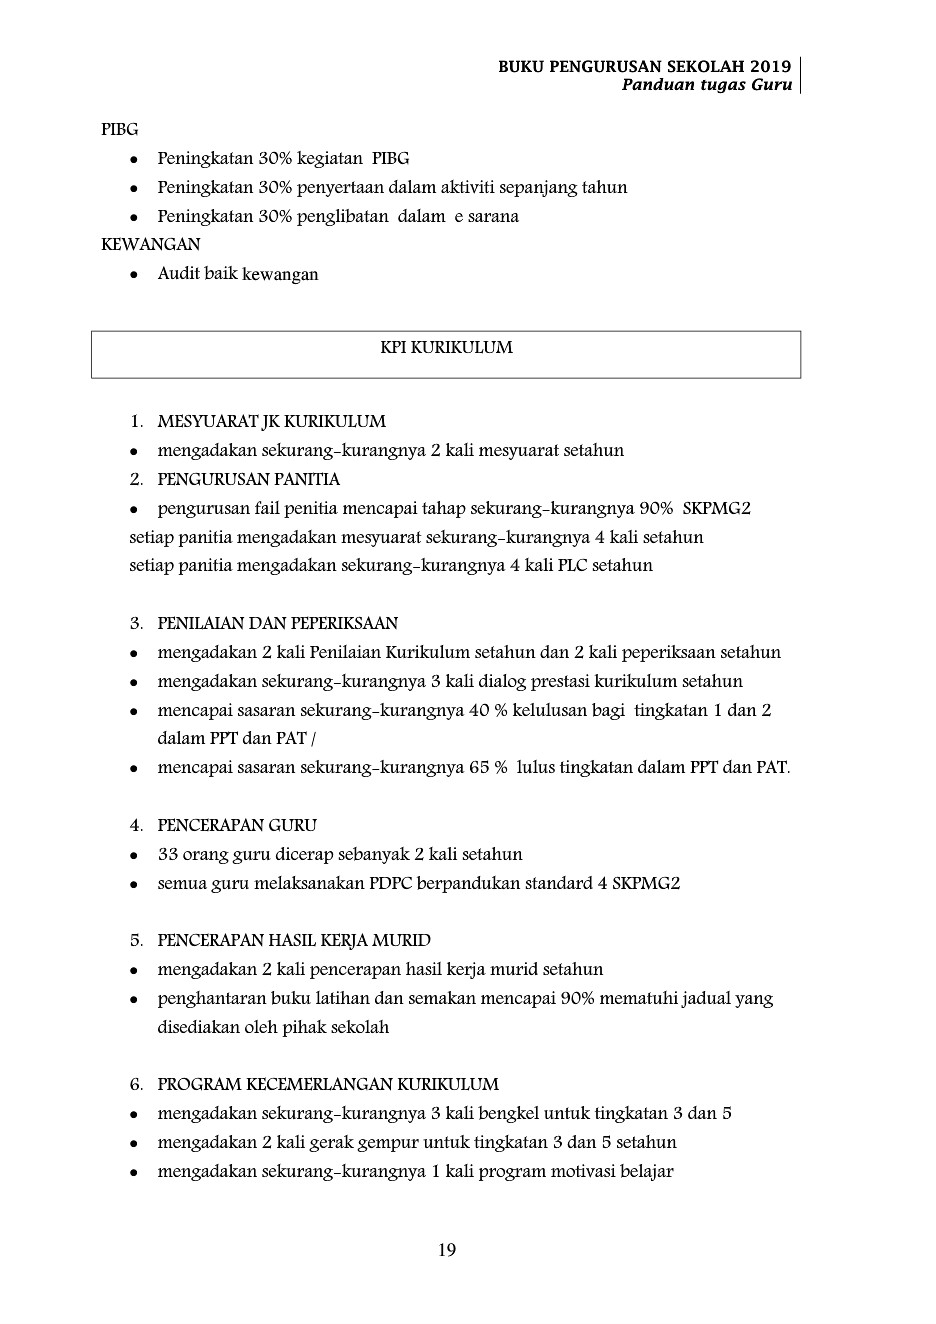 BUKU PENGURUSAN SEKOLAH 2019
Panduan tugas Guru
PIBG
● Peningkatan 30% kegiatan  PIBG
● Peningkatan 30% penyertaan dalam aktiviti sepanjang tahun
● Peningkatan 30% penglibatan  dalam  e sarana
KEWANGAN
● Audit baik kewangan
KPI KURIKULUM
1. MESYUARAT JK KURIKULUM
● mengadakan sekurang-kurangnya 2 kali mesyuarat setahun
2. PENGURUSAN PANITIA
● pengurusan fail penitia mencapai tahap sekurang-kurangnya 90%  SKPMG2
setiap panitia mengadakan mesyuarat sekurang-kurangnya 4 kali setahun
setiap panitia mengadakan sekurang-kurangnya 4 kali PLC setahun
3. PENILAIAN DAN PEPERIKSAAN
● mengadakan 2 kali Penilaian Kurikulum setahun dan 2 kali peperiksaan setahun
● mengadakan sekurang-kurangnya 3 kali dialog prestasi kurikulum setahun
● mencapai sasaran sekurang-kurangnya 40 % kelulusan bagi  tingkatan 1 dan 2
dalam PPT dan PAT /
● mencapai sasaran sekurang-kurangnya 65 %  lulus tingkatan dalam PPT dan PAT.
4. PENCERAPAN GURU
● 33 orang guru dicerap sebanyak 2 kali setahun
● semua guru melaksanakan PDPC berpandukan standard 4 SKPMG2
5. PENCERAPAN HASIL KERJA MURID
● mengadakan 2 kali pencerapan hasil kerja murid setahun
● penghantaran buku latihan dan semakan mencapai 90% mematuhi jadual yang
disediakan oleh pihak sekolah
6. PROGRAM KECEMERLANGAN KURIKULUM
● mengadakan sekurang-kurangnya 3 kali bengkel untuk tingkatan 3 dan 5
● mengadakan 2 kali gerak gempur untuk tingkatan 3 dan 5 setahun
● mengadakan sekurang-kurangnya 1 kali program motivasi belajar
19